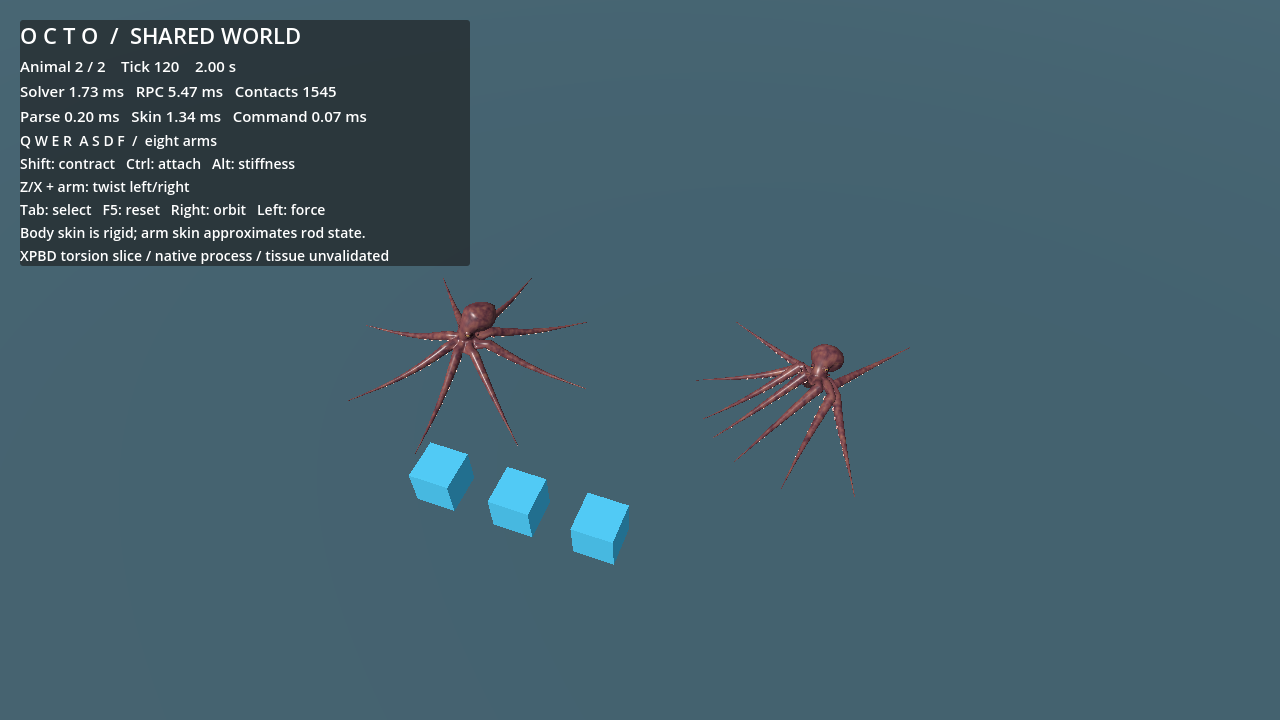 O C T O / SHARED WORLD
Animal 2 / 2 Tick 120 2.00 s
Solver 1.73 ms RPC 5.47 ms Contacts 1545
Parse 0.20 ms Skin 1.34 ms Command 0.07 ms
Q W E R A S D F / eight arms
Shift: contract Ctrl: attach Alt: stiffness
Z/X + arm: twist left/right
Tab: select F5: reset Right: orbit Left: force
Body skin is rigid; arm skin approximates rod state.
XPBD torsion slice / native process / tissue unvalidated